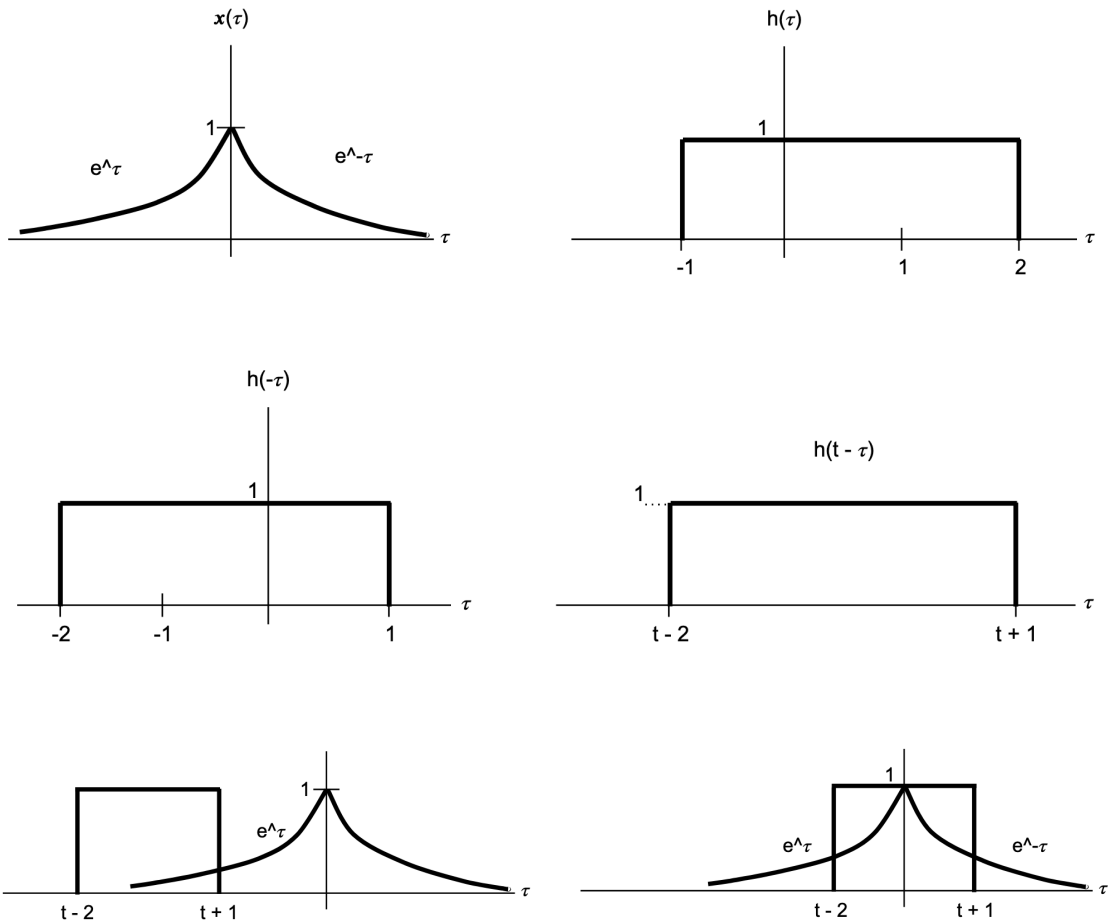 x(τ)
1
e^τ
e^-τ
τ
h(τ)
1
τ
-1
1
2
h(-τ)
1
τ
-2
-1
1
h(t - τ)
1
τ
t - 2
t + 1
1
e^τ
τ
t - 2
t + 1
1
e^τ
e^-τ
τ
t - 2
t + 1